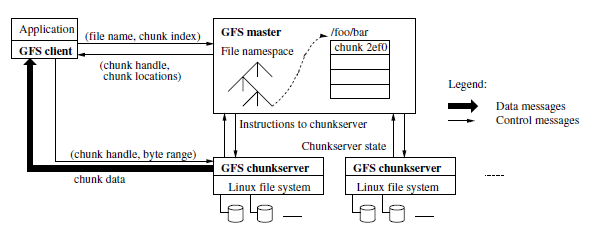 Application
GFS client
(file name, chunk index)
(chunk handle,
chunk locations)
GFS master
File namespace
/foo/bar
chunk 2ef0
Legend:
Data messages
Control messages
Instructions to chunkserver
Chunkserver state
(chunk handle, byte range)
chunk data
GFS chunkserver
Linux file system
GFS chunkserver
Linux file system